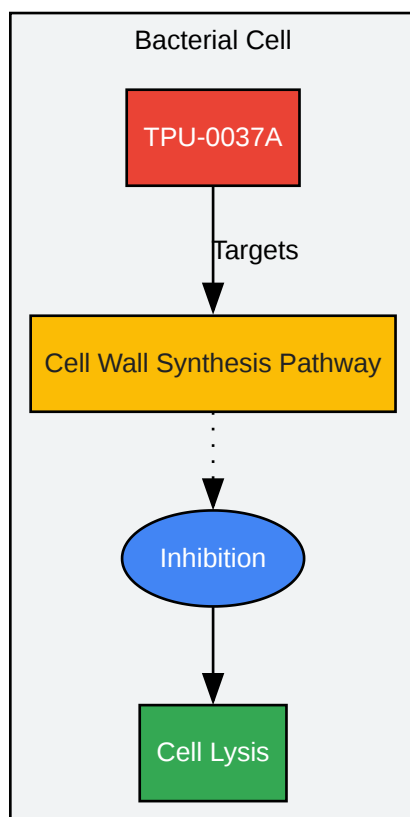 Bacterial Cell
TPU-0037A
Targets
Cell Wall Synthesis Pathway
Inhibition
Cell Lysis